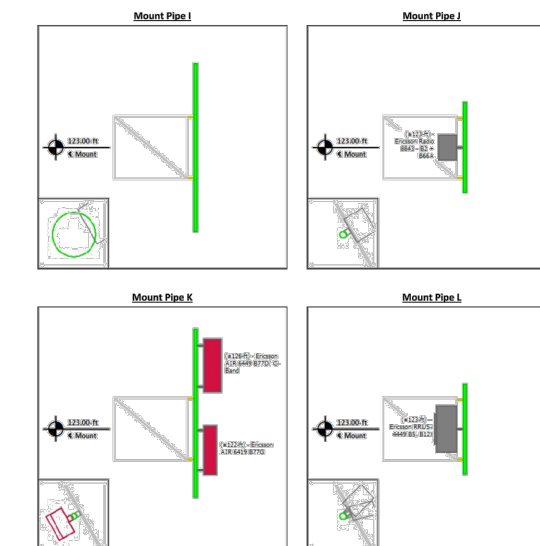 Mount Pipe I
Mount Pipe J
123.00-ft
℄ Mount
123.00-ft
℄ Mount
(±123-ft) –
Ericsson Radio
8843 – B2 +
B66A
Mount Pipe K
Mount Pipe L
(±126-ft) – Ericsson
AIR 6449 B77D/ C-
Band
123.00-ft
℄ Mount
(±122-ft) – Ericsson
AIR 6419 B77G
123.00-ft
℄ Mount
(±123-ft) –
Ericsson RRUS
4449 B5/B12